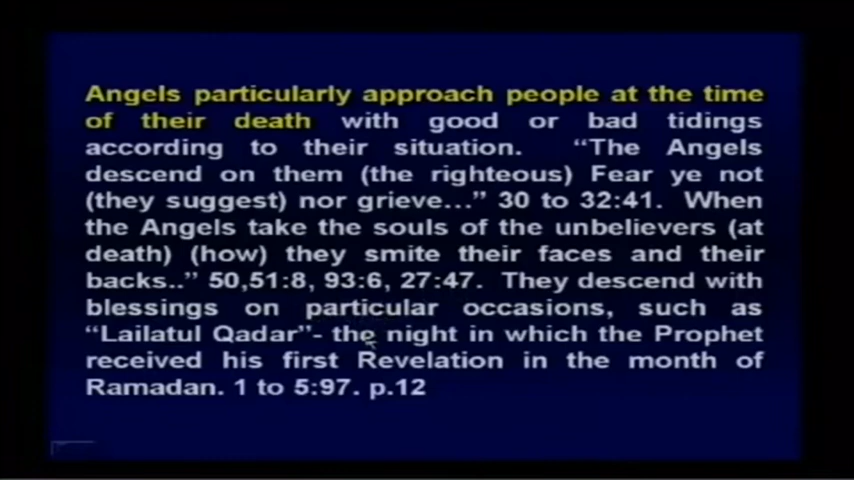 Angels particularly approach people at the time
of their death with good or bad tidings
according to their situation. “The Angels
descend on them (the righteous) Fear ye not
(they suggest) nor grieve...” 30 to 32:41. When
the Angels take the souls of the unbelievers (at
death) (how) they smite their faces and their
backs..” 50,51:8, 93:6, 27:47. They descend with
blessings on particular occasions, such as
“Lailatul Qadar”- the night in which the Prophet
received his first Revelation in the month of
Ramadan. 1 to 5:97. p.12